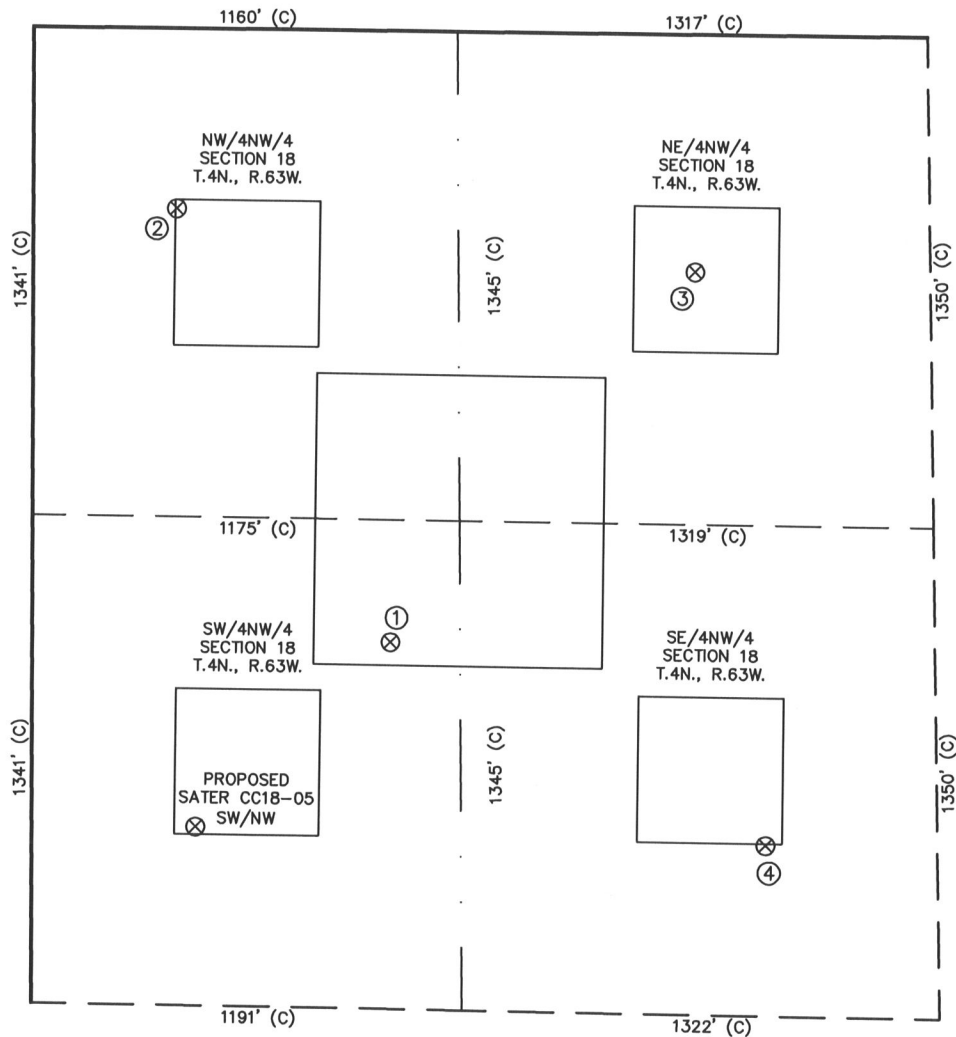 1160' (C)
1317' (C)
NW/4NW/4
SECTION 18
T.4N., R.63W.
NE/4NW/4
SECTION 18
T.4N., R.63W.
2
3
1341' (C)
1345' (C)
1350' (C)
1175' (C)
1319' (C)
1
SW/4NW/4
SECTION 18
T.4N., R.63W.
SE/4NW/4
SECTION 18
T.4N., R.63W.
1341' (C)
1345' (C)
1350' (C)
PROPOSED
SATER CC18-05
SW/NW
4
1191' (C)
1322' (C)